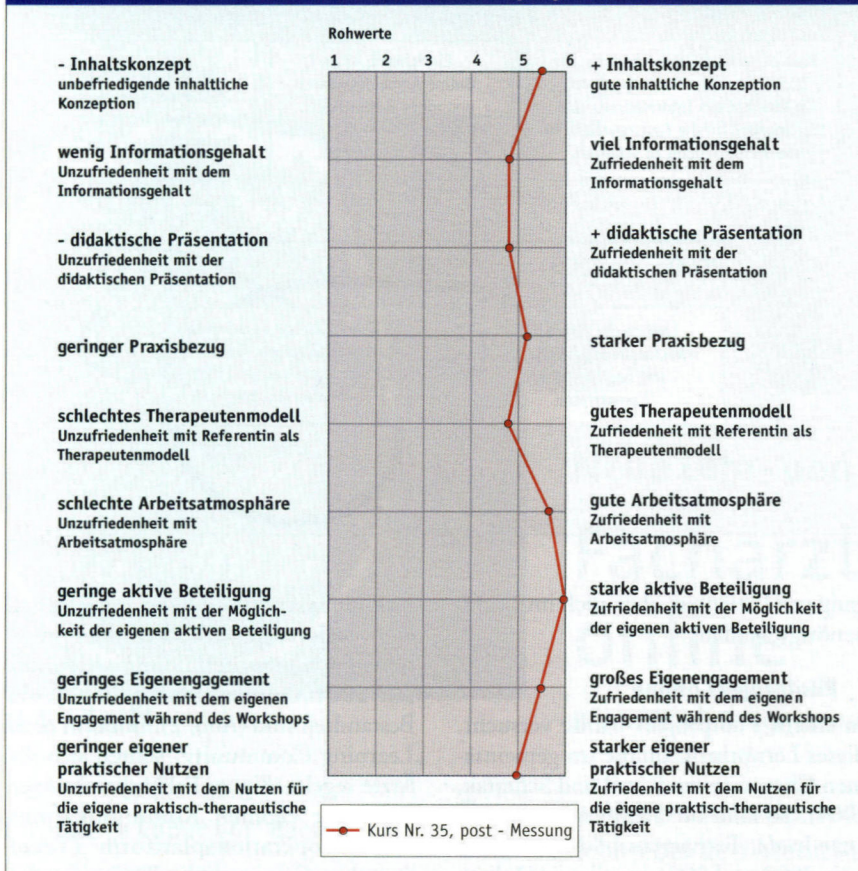 Rohwerte
1 2 3 4 5 6
- Inhaltskonzept
unbefriedigende inhaltliche
Konzeption
+ Inhaltskonzept
gute inhaltliche Konzeption
wenig Informationsgehalt
Unzufriedenheit mit dem
Informationsgehalt
viel Informationsgehalt
Zufriedenheit mit dem
Informationsgehalt
- didaktische Präsentation
Unzufriedenheit mit der
didaktischen Präsentation
+ didaktische Präsentation
Zufriedenheit mit der
didaktischen Präsentation
geringer Praxisbezug
starker Praxisbezug
schlechtes Therapeutenmodell
Unzufriedenheit mit Referentin als
Therapeutenmodell
gutes Therapeutenmodell
Zufriedenheit mit Referentin als
Therapeutenmodell
schlechte Arbeitsatmosphäre
Unzufriedenheit mit
Arbeitsatmosphäre
gute Arbeitsatmosphäre
Zufriedenheit mit
Arbeitsatmosphäre
geringe aktive Beteiligung
Unzufriedenheit mit der Möglich-
keit der eigenen aktiven Beteiligung
starke aktive Beteiligung
Zufriedenheit mit der Möglichkeit
der eigenen aktiven Beteiligung
geringes Eigenengagement
Unzufriedenheit mit dem eigenen
Engagement während des Workshops
großes Eigenengagement
Zufriedenheit mit dem eigenen
Engagement während des Workshops
geringer eigener
praktischer Nutzen
Unzufriedenheit mit dem Nutzen für
die eigene praktisch-therapeutische
Tätigkeit
starker eigener
praktischer Nutzen
Zufriedenheit mit dem Nutzen für
die eigene praktisch-therapeutische
Tätigkeit
Kurs Nr. 35, post - Messung